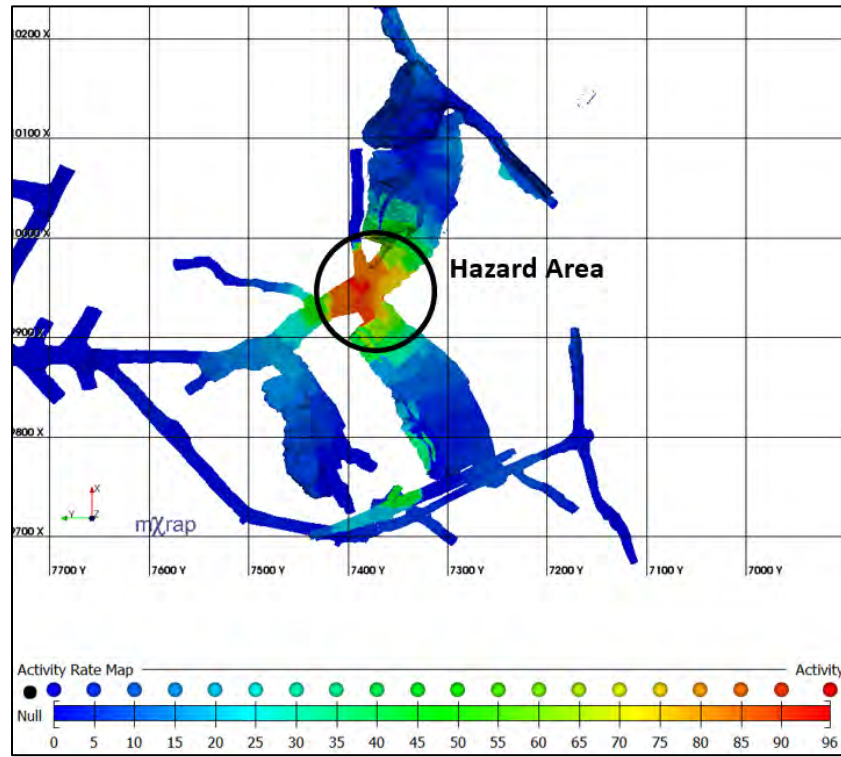 10200 X
10100 X
10000 X
Hazard Area
9900 X
9800 X
X
Y
Z
mχrap
9700 X
7700 Y 7600 Y 7500 Y 7400 Y 7300 Y 7200 Y 7100 Y 7000 Y
Activity Rate Map Activity
Null
0 5 10 15 20 25 30 35 40 45 50 55 60 65 70 75 80 85 90 96